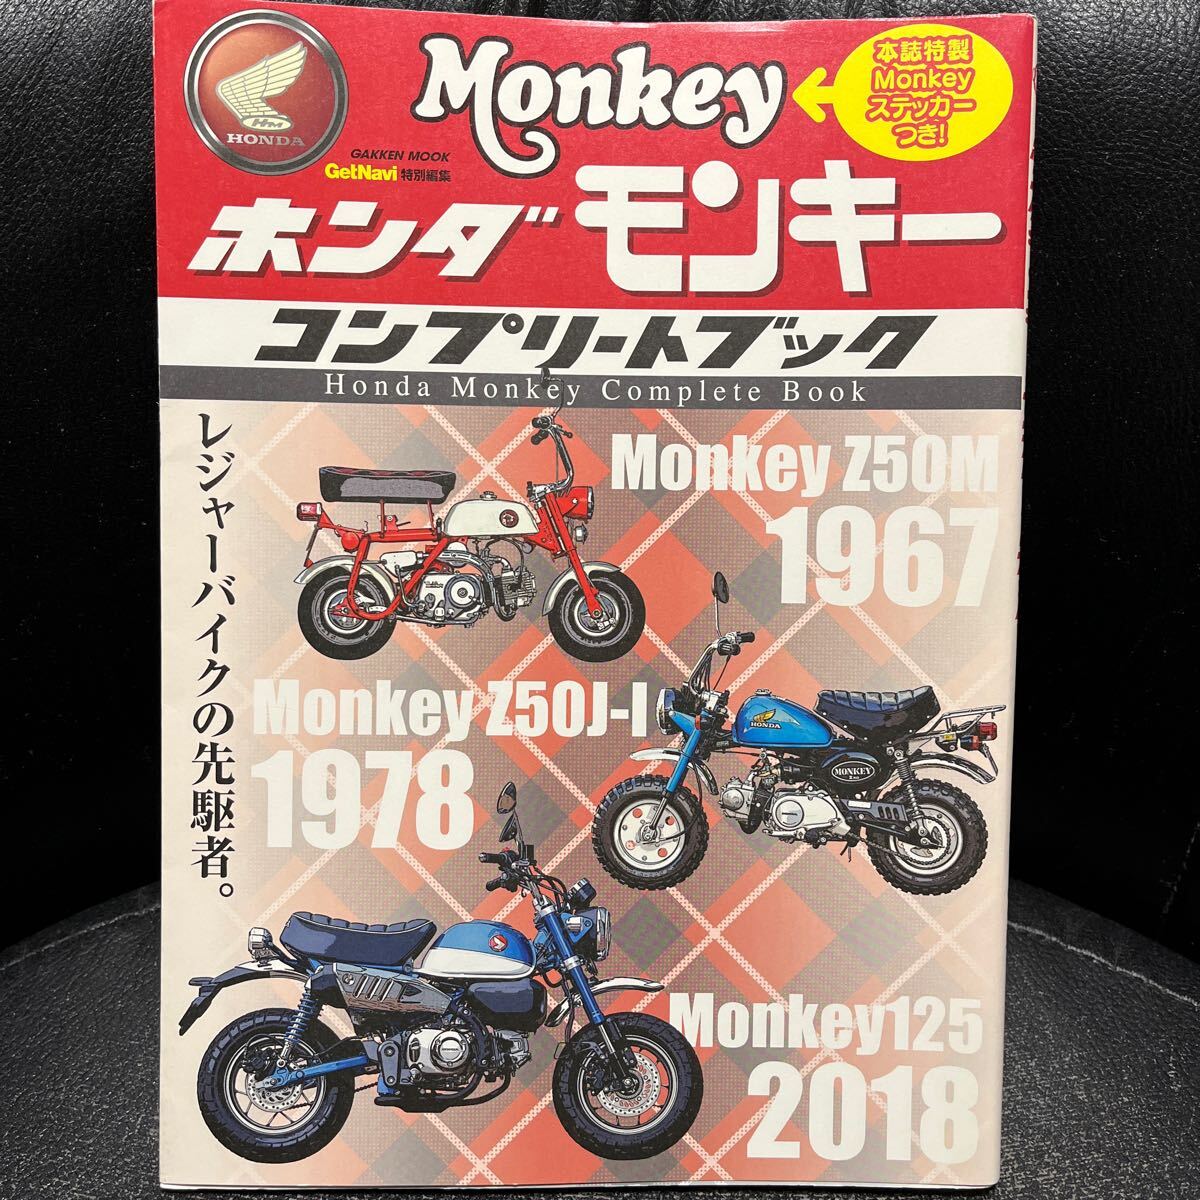 HM
HONDA
Monkey
本誌特製
Monkey
ステッカー
つき!
GAKKEN MOOK
GetNavi 特別編集
ホンダ モンキー
コンプリートブック
Honda Monkey Complete Book
レジャーバイクの先駆者。
Monkey Z50M
1967
Monkey Z50J-I
1978
HONDA
MONKEY
Monkey125
2018